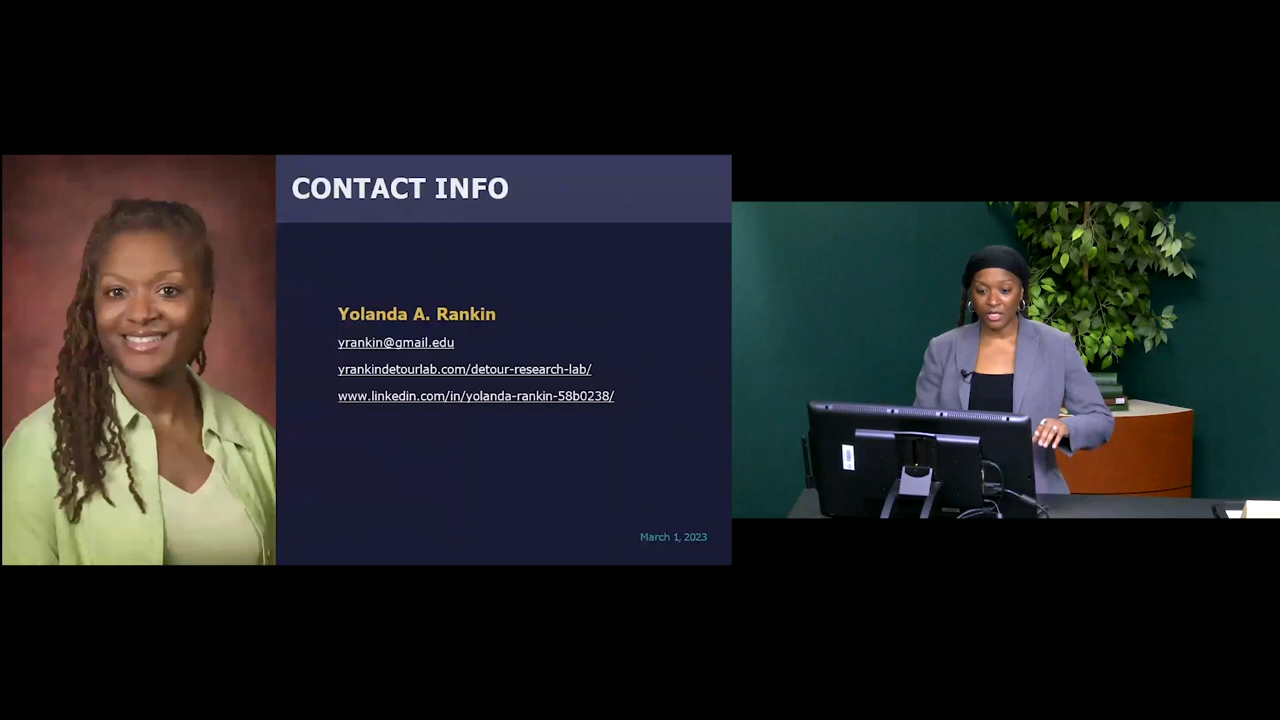 CONTACT INFO
Yolanda A. Rankin
yrankin@gmail.edu
yrankindetourlab.com/detour-research-lab/
www.linkedin.com/in/yolanda-rankin-58b0238/
March 1, 2023